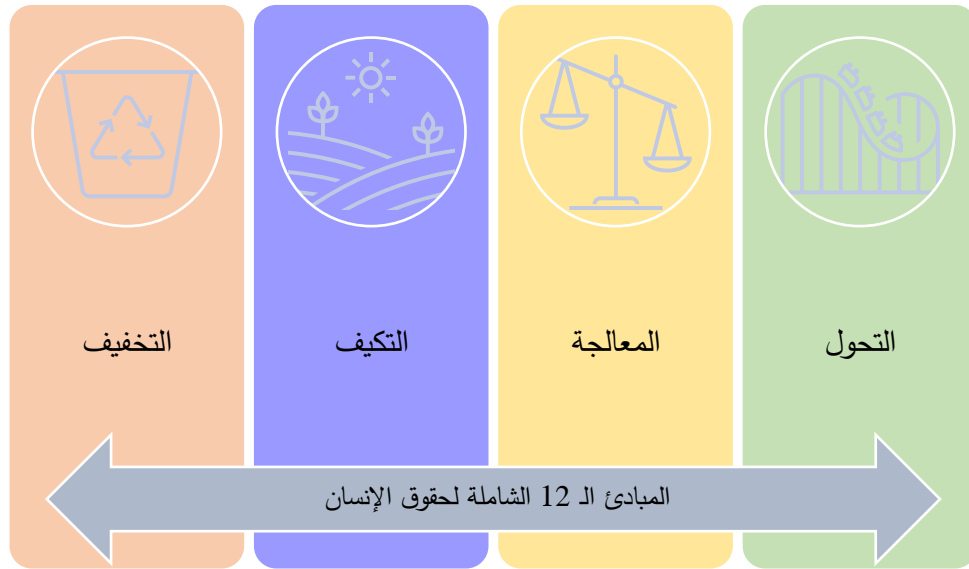 التحول
المعالجة
التكيف
التخفيف
المبادئ الـ 12 الشاملة لحقوق الإنسان